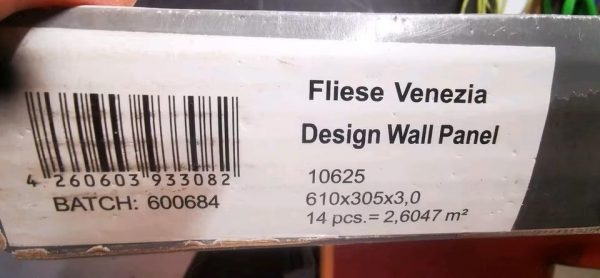 Fliese Venezia
Design Wall Panel
4 260603 933082
BATCH: 600684
10625
610x305x3,0
14 pcs.= 2,6047 m²